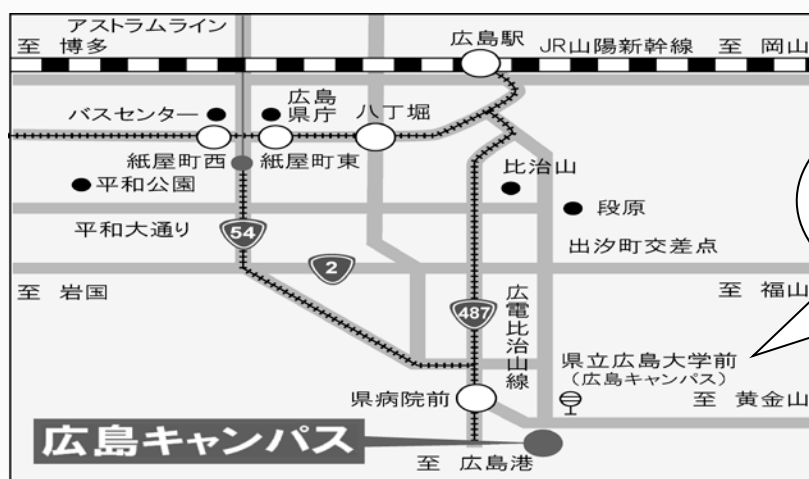 アストラムライン
至 博多
広島駅
JR山陽新幹線
至 岡山
バスセンター
広島県庁
八丁堀
紙屋町西
紙屋町東
比治山
平和公園
段原
平和大通り
54
出汐町交差点
2
至 岩国
487
広電比治山線
至 福山
県立広島大学前
（広島キャンパス）
県病院前
至 黄金山
広島キャンパス
至 広島港